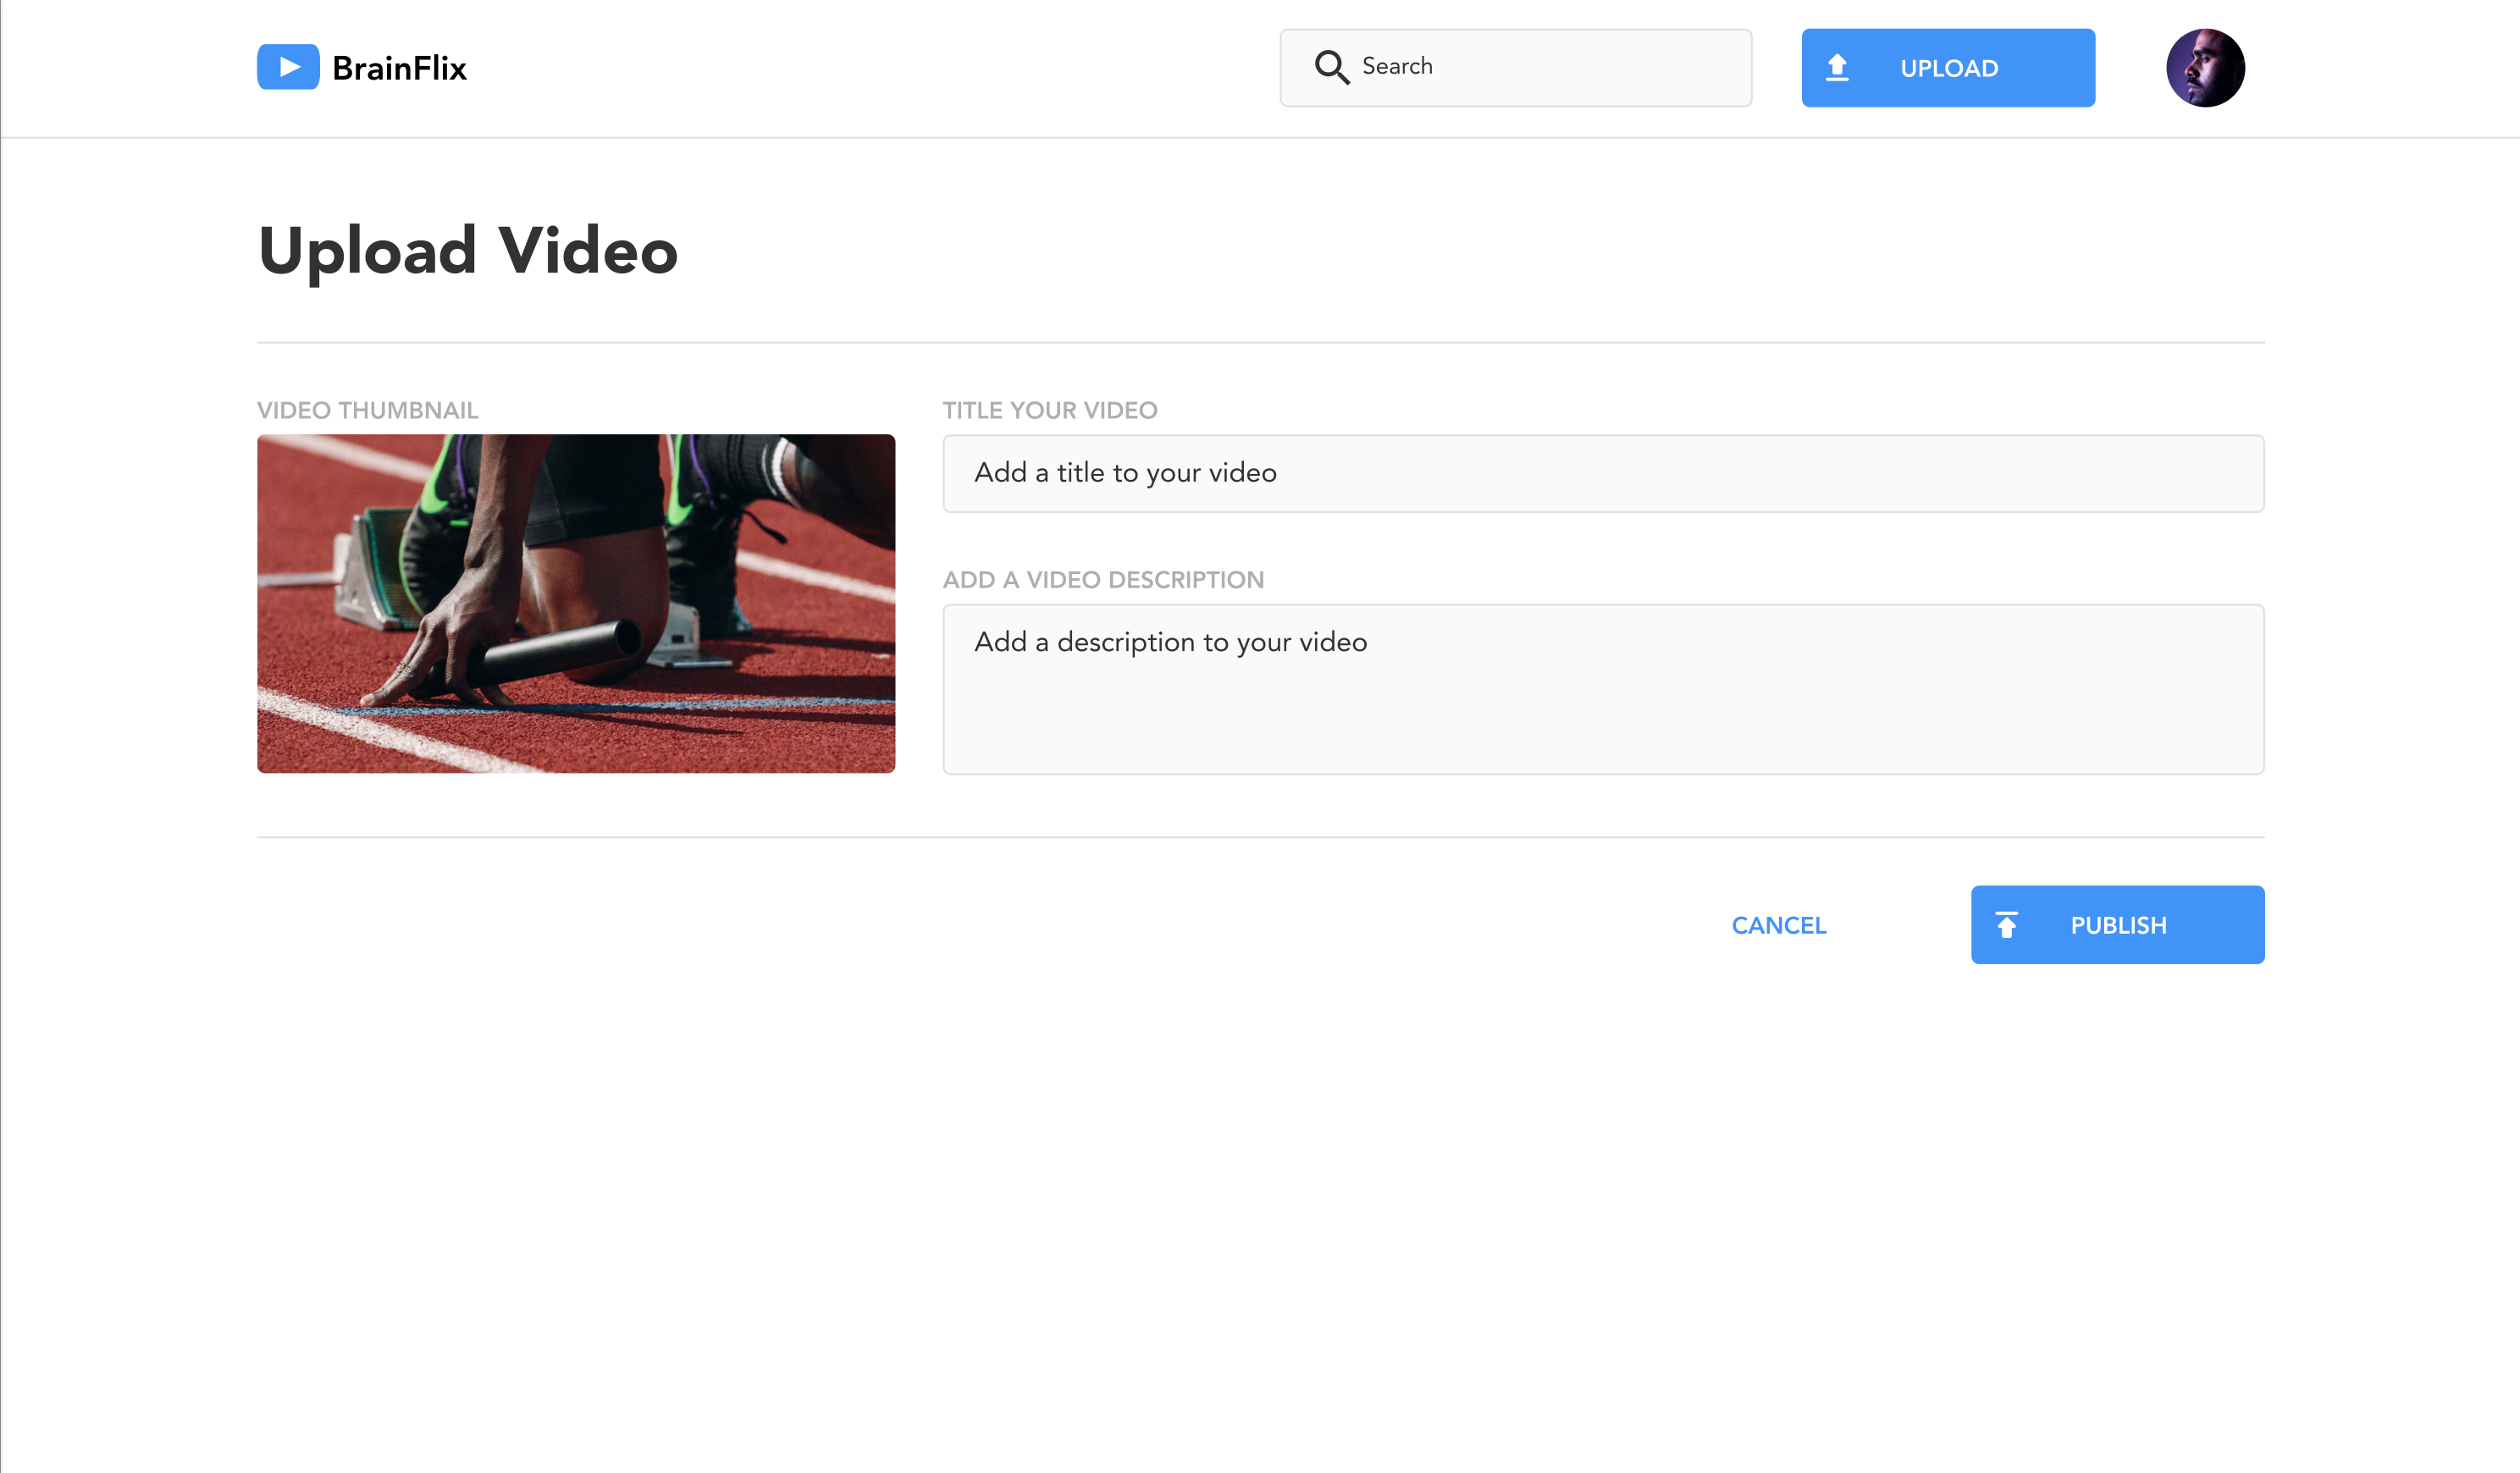 BrainFlix
Search
UPLOAD
Upload Video
VIDEO THUMBNAIL
TITLE YOUR VIDEO
Add a title to your video
ADD A VIDEO DESCRIPTION
Add a description to your video
CANCEL
PUBLISH